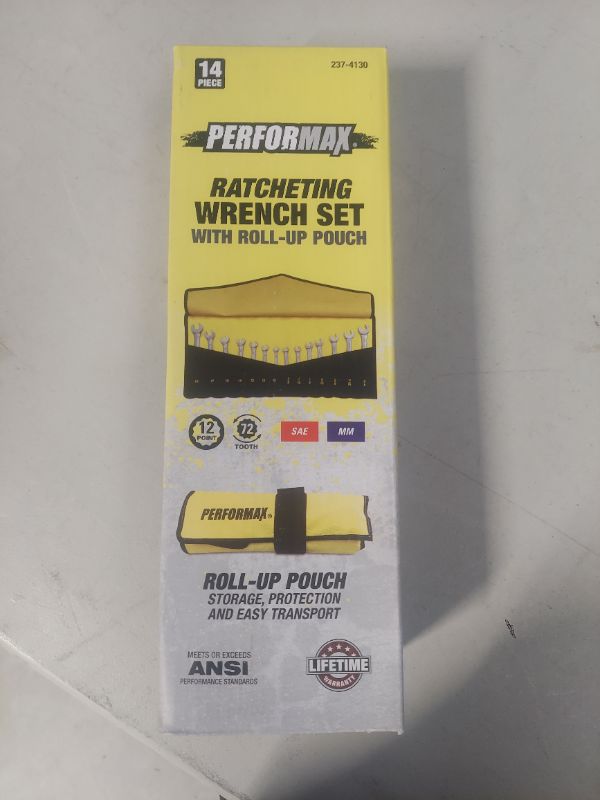 14
PIECE
237-4130
PERFORMAX®
RATCHETING
WRENCH SET
WITH ROLL-UP POUCH
12
POINT
72
TOOTH
SAE
MM
PERFORMAX®
ROLL-UP POUCH
STORAGE, PROTECTION
AND EASY TRANSPORT
MEETS OR EXCEEDS
ANSI
PERFORMANCE STANDARDS
LIFETIME
WARRANTY